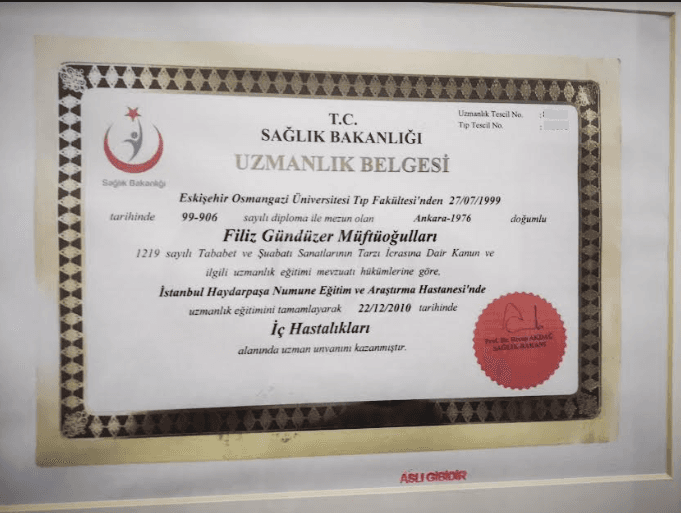 T.C.
SAĞLIK BAKANLIĞI
UZMANLIK BELGESİ
Uzmanlık Tescil No. :
Tıp Tescil No. :
Sağlık Bakanlığı
Eskişehir Osmangazi Üniversitesi Tıp Fakültesi'nden 27/07/1999
tarihinde 99-906 sayılı diploma ile mezun olan Ankara-1976 doğumlu
Filiz Gündüzer Müftüoğulları
1219 sayılı Tababet ve Şuabatı Sanatlarının Tarzı İcrasına Dair Kanun ve
ilgili uzmanlık eğitimi mevzuatı hükümlerine göre,
İstanbul Haydarpaşa Numune Eğitim ve Araştırma Hastanesi'nde
uzmanlık eğitimini tamamlayarak 22/12/2010 tarihinde
İç Hastalıkları
alanında uzman unvanını kazanmıştır.
Prof. Dr. Recep AKDAĞ
SAĞLIK BAKANI
ASLI GİBİDİR